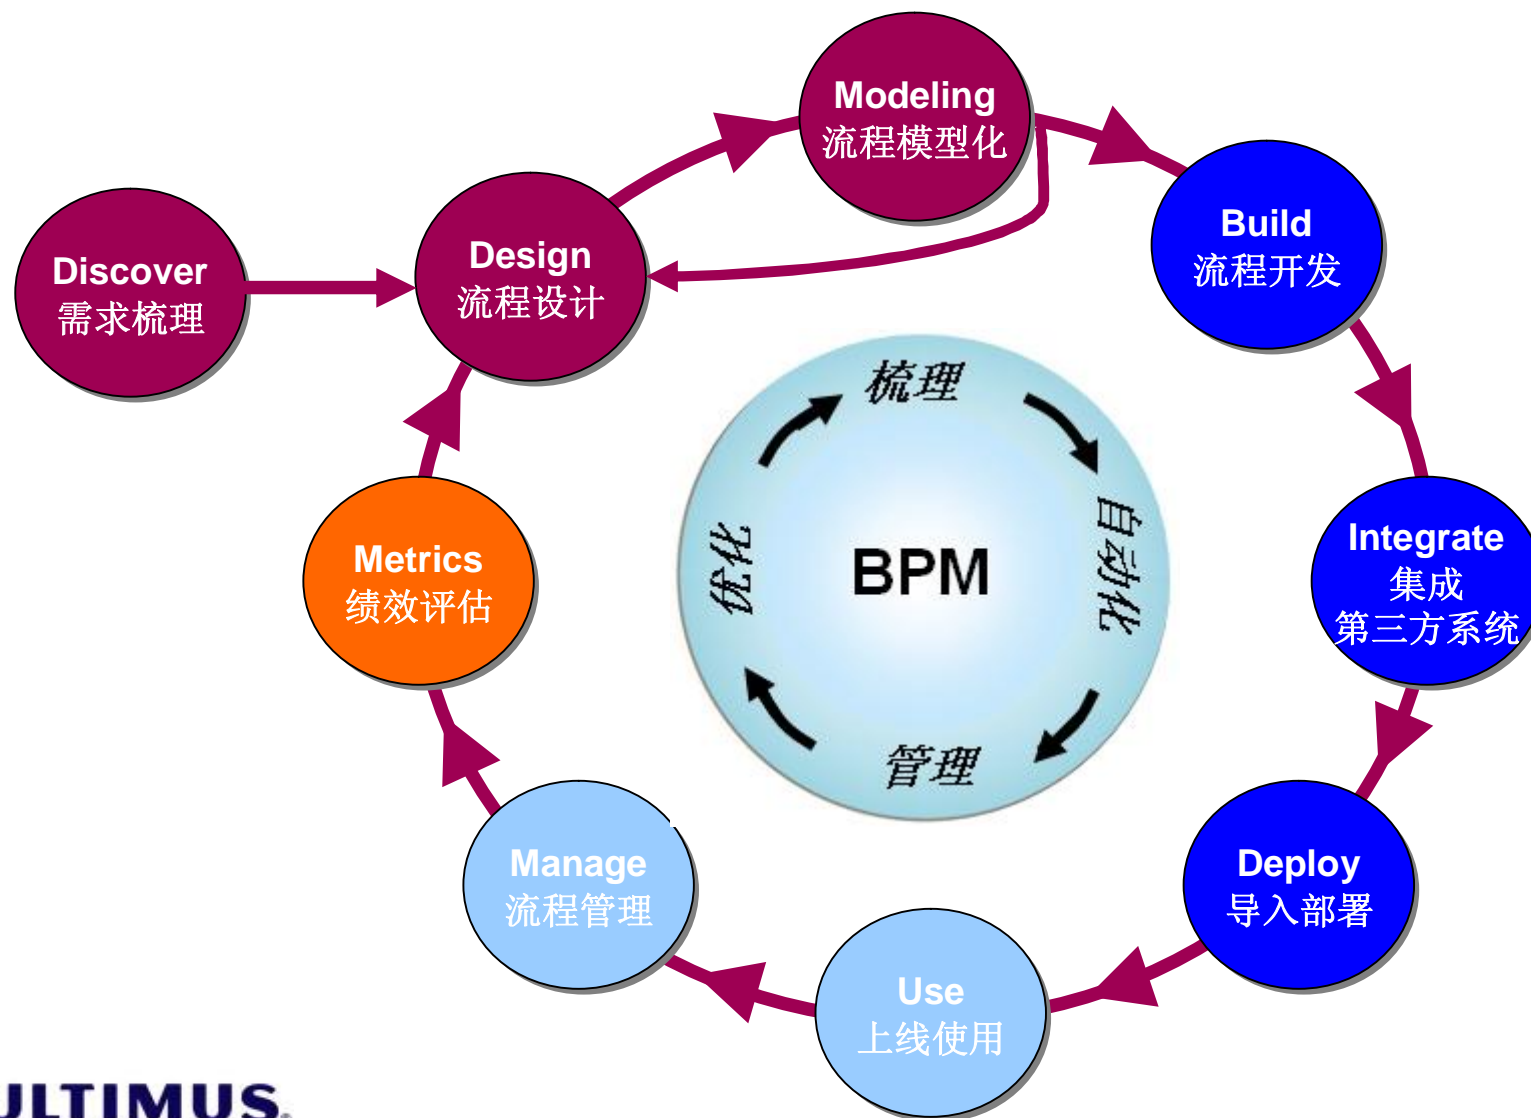 Modeling
流程模型化
Discover
需求梳理
Design
流程设计
Build
流程开发
梳理
自动化
BPM
优化
管理
Metrics
绩效评估
Integrate
集成
第三方系统
Manage
流程管理
Deploy
导入部署
Use
上线使用
ULTIMUS®